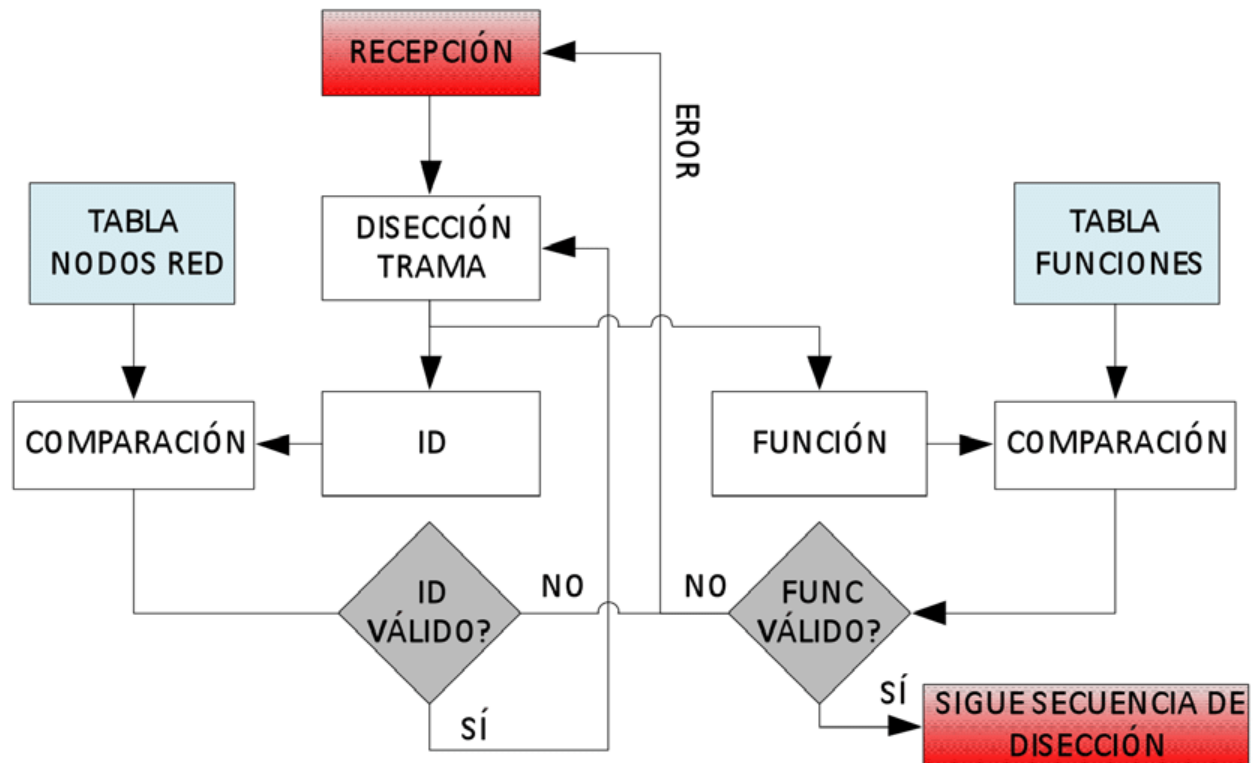 RECEPCIÓN
EROR
TABLA
NODOS RED
DISECCIÓN
TRAMA
TABLA
FUNCIONES
COMPARACIÓN
ID
FUNCIÓN
COMPARACIÓN
ID
VÁLIDO?
NO
NO
FUNC
VÁLIDO?
SÍ
SÍ
SIGUE SECUENCIA DE
DISECCIÓN